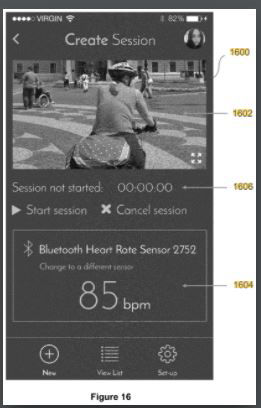 ●●●●○ VIRGIN 82%
< Create Session
1600
1602
Session not started: 00:00:00
1606
▶ Start session ✖ Cancel session
Bluetooth Heart Rate Sensor 2752
Change to a different sensor
1604
85 bpm
New View List Set-up
Figure 16